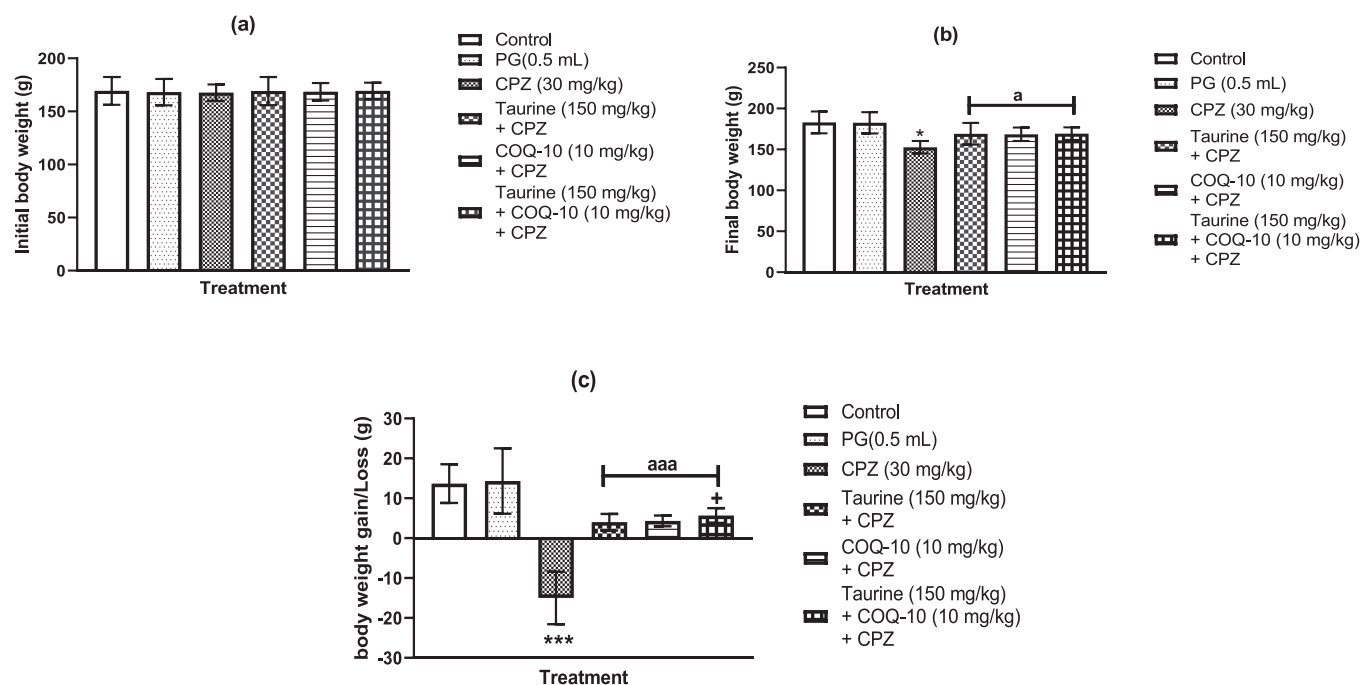 (a)
Initial body weight (g)
200
150
100
50
0
Treatment
Control
PG(0.5 mL)
CPZ (30 mg/kg)
Taurine (150 mg/kg)
+ CPZ
COQ-10 (10 mg/kg)
+ CPZ
Taurine (150 mg/kg)
+ COQ-10 (10 mg/kg)
+ CPZ
(b)
Final body weight (g)
250
200
150
100
50
0
*
a
Treatment
Control
PG (0.5 mL)
CPZ (30 mg/kg)
Taurine (150 mg/kg)
+ CPZ
COQ-10 (10 mg/kg)
+ CPZ
Taurine (150 mg/kg)
+ COQ-10 (10 mg/kg)
+ CPZ
(c)
body weight gain/Loss (g)
30
20
10
0
-10
-20
-30
***
aaa
+
Treatment
Control
PG(0.5 mL)
CPZ (30 mg/kg)
Taurine (150 mg/kg)
+ CPZ
COQ-10 (10 mg/kg)
+ CPZ
Taurine (150 mg/kg)
+ COQ-10 (10 mg/kg)
+ CPZ